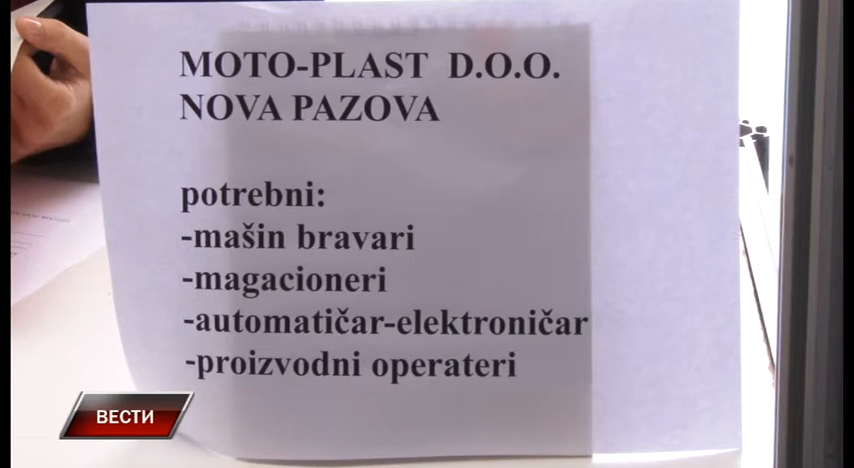 MOTO-PLAST D.O.O.
NOVA PAZOVA
potrebni:
-mašin bravari
-magacioneri
-automatičar-elektroničar
-proizvodni operateri
ВЕСТИ